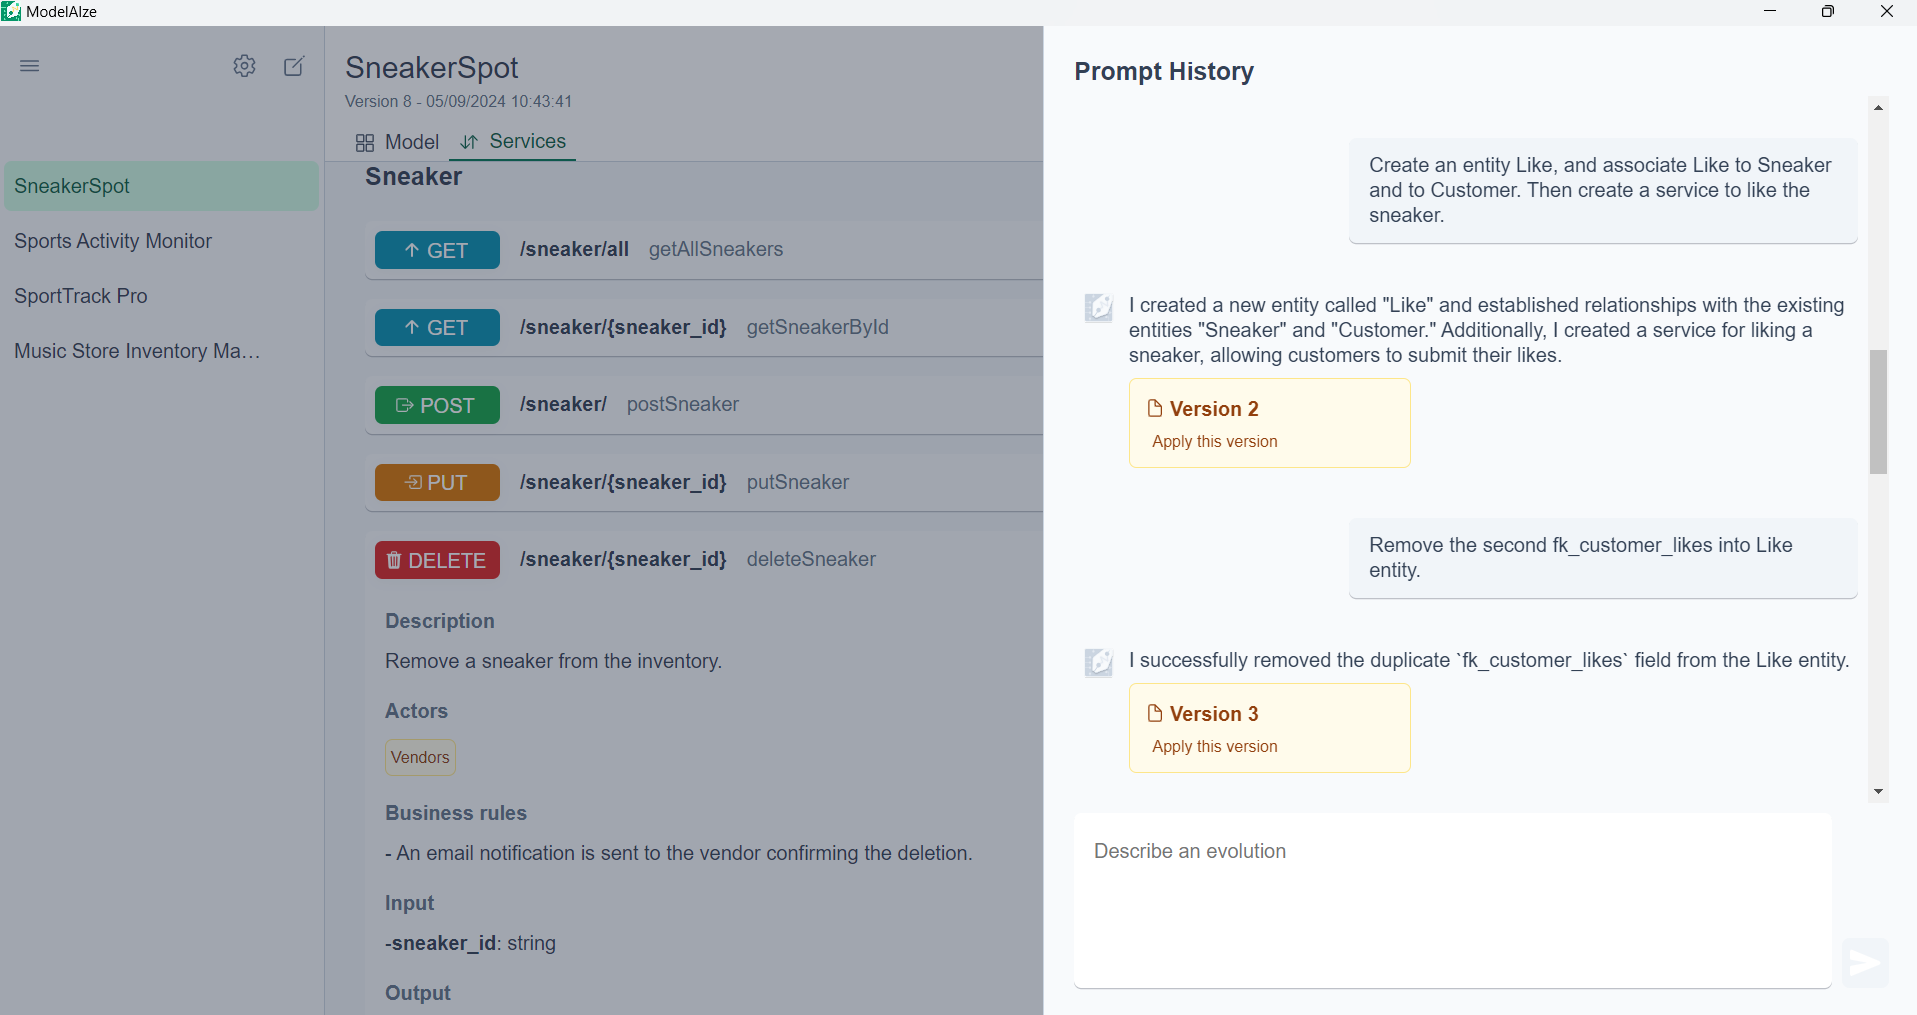 ModelAIze
SneakerSpot
Sports Activity Monitor
SportTrack Pro
Music Store Inventory Ma...
SneakerSpot
Version 8 - 05/09/2024 10:43:41
Model
Services
Sneaker
GET /sneaker/all getAllSneakers
GET /sneaker/{sneaker_id} getSneakerById
POST /sneaker/ postSneaker
PUT /sneaker/{sneaker_id} putSneaker
DELETE /sneaker/{sneaker_id} deleteSneaker
Description
Remove a sneaker from the inventory.
Actors
Vendors
Business rules
- An email notification is sent to the vendor confirming the deletion.
Input
-sneaker_id: string
Output
Prompt History
Create an entity Like, and associate Like to Sneaker
and to Customer. Then create a service to like the
sneaker.
I created a new entity called "Like" and established relationships with the existing
entities "Sneaker" and "Customer." Additionally, I created a service for liking a
sneaker, allowing customers to submit their likes.
Version 2
Apply this version
Remove the second fk_customer_likes into Like
entity.
I successfully removed the duplicate `fk_customer_likes` field from the Like entity.
Version 3
Apply this version
Describe an evolution